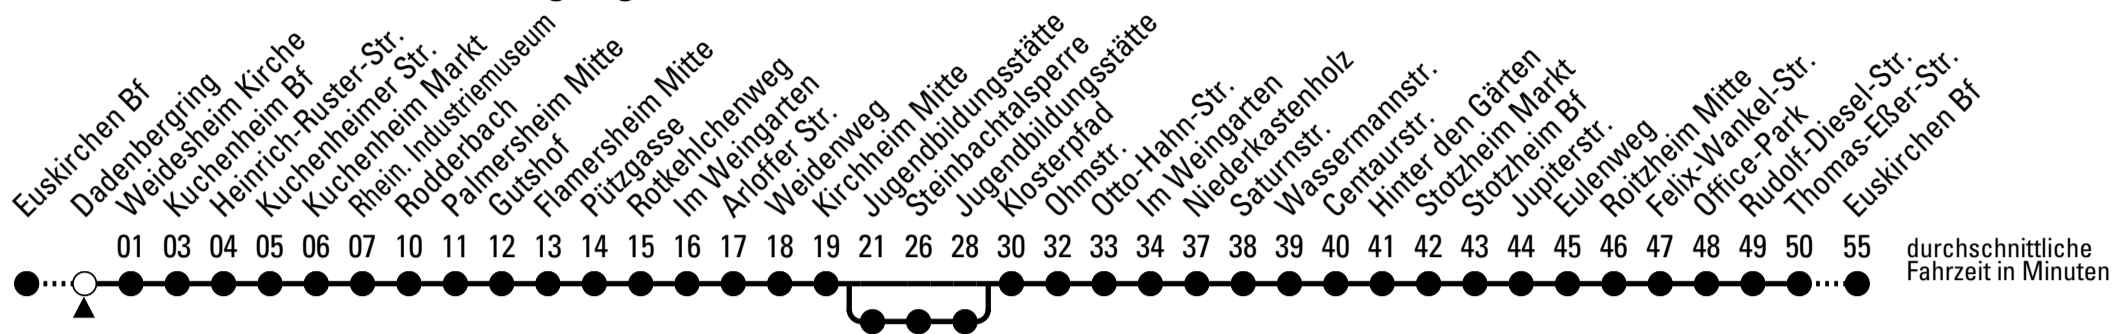 Euskirchen Bf
Dadenbergring
Weidesheim Kirche
Kuchenheim Bf
Heinrich-Ruster-Str.
Kuchenheimer Str.
Kuchenheim Markt
Rhein. Industriemuseum
Rodderbach
Palmersheim Mitte
Gutshof
Flamersheim Mitte
Pützgasse
Rotkehlchenweg
Im Weingarten
Arloffer Str.
Weidenweg
Kirchheim Mitte
Jugendbildungsstätte
Steinbachtalsperre
Jugendbildungsstätte
Klosterpfad
Ohmstr.
Otto-Hahn-Str.
Im Weingarten
Niederkastenholz
Saturnstr.
Wassermannstr.
Centaurstr.
Hinter den Gärten
Stotzheim Markt
Stotzheim Bf
Jupiterstr.
Eulenweg
Roitzheim Mitte
Felix-Wankel-Str.
Office-Park
Rudolf-Diesel-Str.
Thomas-Eßer-Str.
Euskirchen Bf
01 03 04 05 06 07 10 11 12 13 14 15 16 17 18 19 21 26 28 30 32 33 34 37 38 39 40 41 42 43 44 45 46 47 48 49 50 55
durchschnittliche
Fahrzeit in Minuten